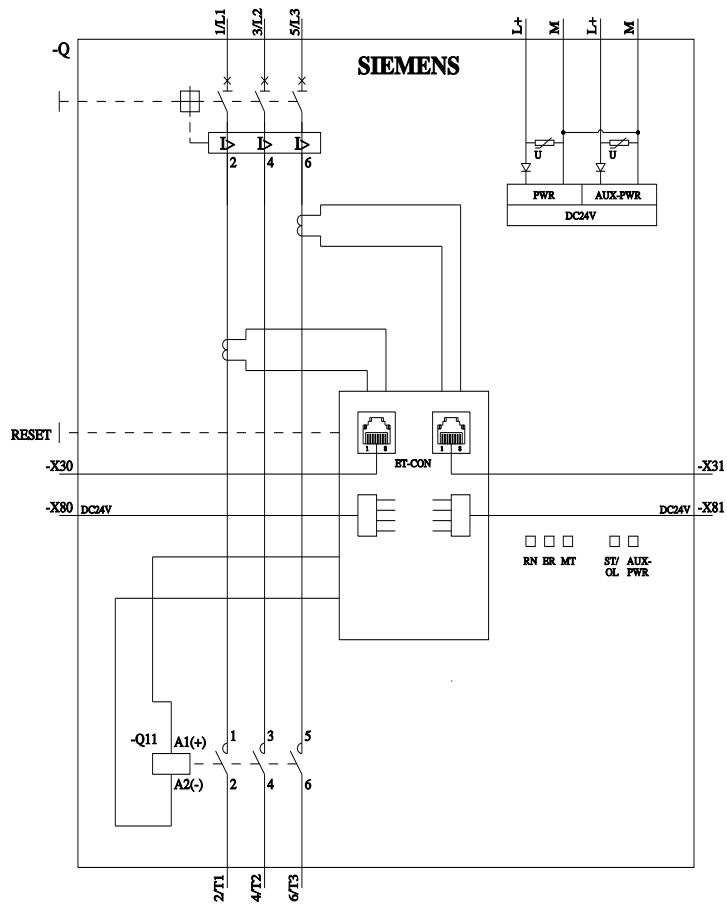 1/L1
3/L2
5/L3
L+
M
L+
M
-Q
SIEMENS
I>
I>
I>
2
4
6
U
U
PWR
AUX-PWR
DC24V
RESET
1 8
1 8
ET-CON
-X30
-X31
-X80
DC24V
DC24V
-X81
RN
ER
MT
ST/
OL
AUX-
PWR
-Q11
A1(+)
A2(-)
1
3
5
2
4
6
2/T1
4/T2
6/T3